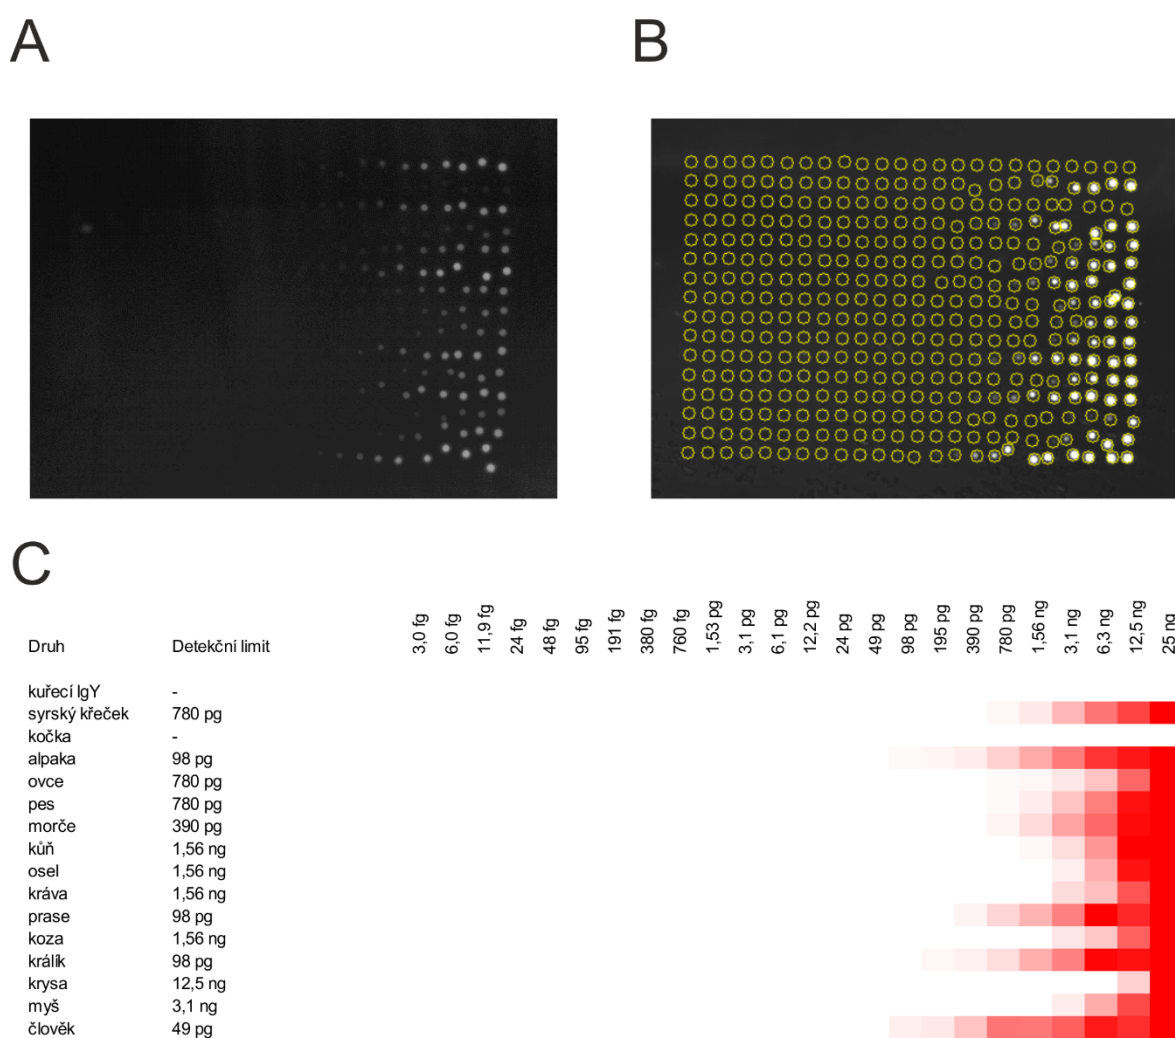 A
B
C
Druh Detekční limit 3,0 fg 6,0 fg 11,9 fg 24 fg 48 fg 95 fg 191 fg 380 fg 760 fg 1,53 pg 3,1 pg 6,1 pg 12,2 pg 24 pg 49 pg 98 pg 195 pg 390 pg 780 pg 1,56 ng 3,1 ng 6,3 ng 12,5 ng 25 ng
kuřecí IgY -
syrský křeček 780 pg
kočka -
alpaka 98 pg
ovce 780 pg
pes 780 pg
morče 390 pg
kůň 1,56 ng
osel 1,56 ng
kráva 1,56 ng
prase 98 pg
koza 1,56 ng
králík 98 pg
krysa 12,5 ng
myš 3,1 ng
člověk 49 pg